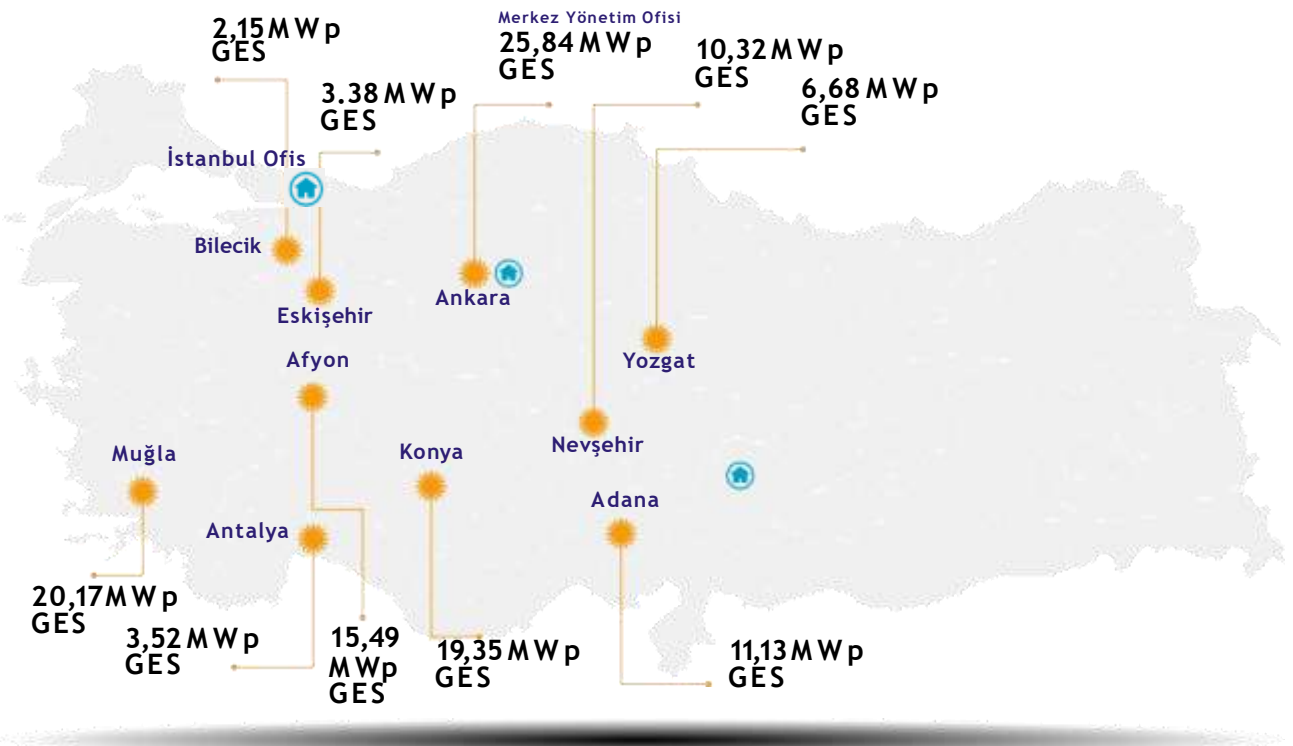 Merkez Yönetim Ofisi
2,15MWp
GES
25,84MWp
GES
10,32MWp
GES
3.38MWp
GES
6,68MWp
GES
İstanbul Ofis
Bilecik
Ankara
Eskişehir
Afyon
Yozgat
Muğla
Konya
Nevşehir
Adana
Antalya
20,17MWp
GES
3,52MWp
GES
15,49
MWp
GES
19,35MWp
GES
11,13MWp
GES